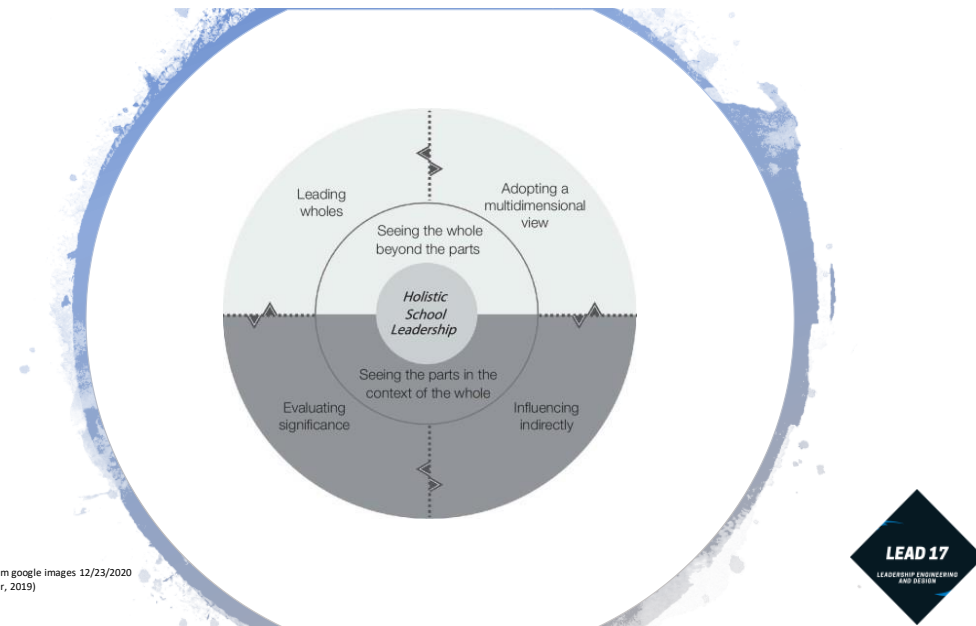 Leading
wholes
Adopting a
multidimensional
view
Seeing the whole
beyond the parts
Holistic
School
Leadership
Seeing the parts in the
context of the whole
Evaluating
significance
Influencing
indirectly
google images 12/23/2020
2019)
LEAD 17
LEADERSHIP ENGINEERING
AND DESIGN